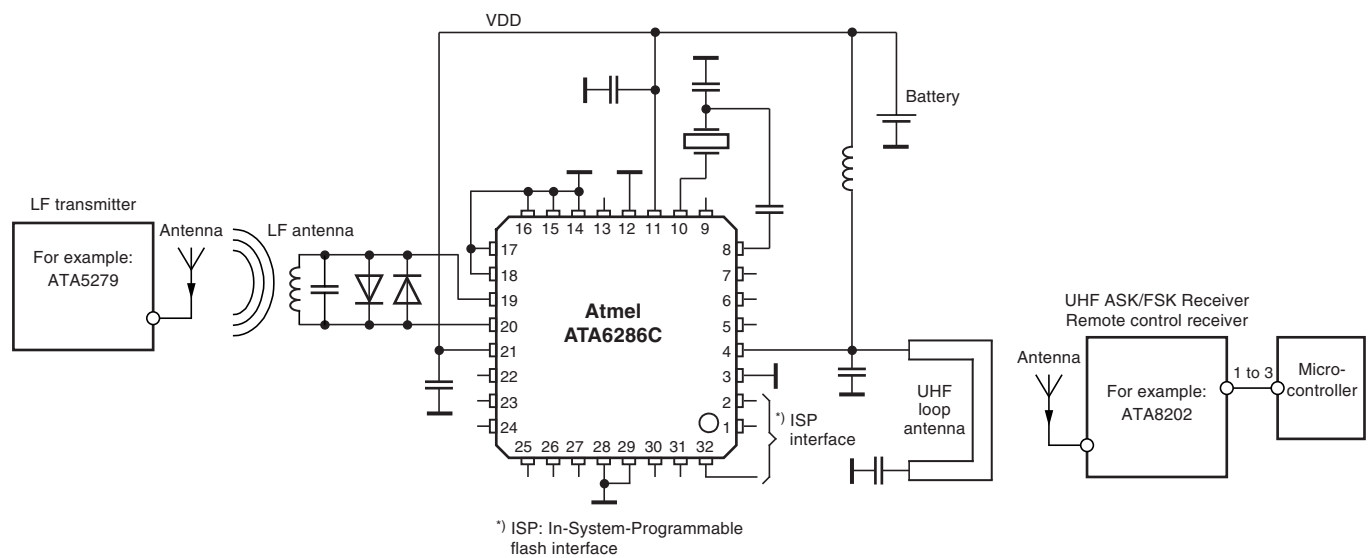 VDD
Battery
LF transmitter
For example:
ATA5279
Antenna
LF antenna
16 15 14 13 12 11 10 9
17
18
19
20
21
22
23
24
8
7
6
5
4
3
2
1
Atmel
ATA6286C
25 26 27 28 29 30 31 32
*) ISP
interface
*) ISP: In-System-Programmable
flash interface
UHF
loop
antenna
UHF ASK/FSK Receiver
Remote control receiver
Antenna
For example:
ATA8202
1 to 3
Micro-
controller